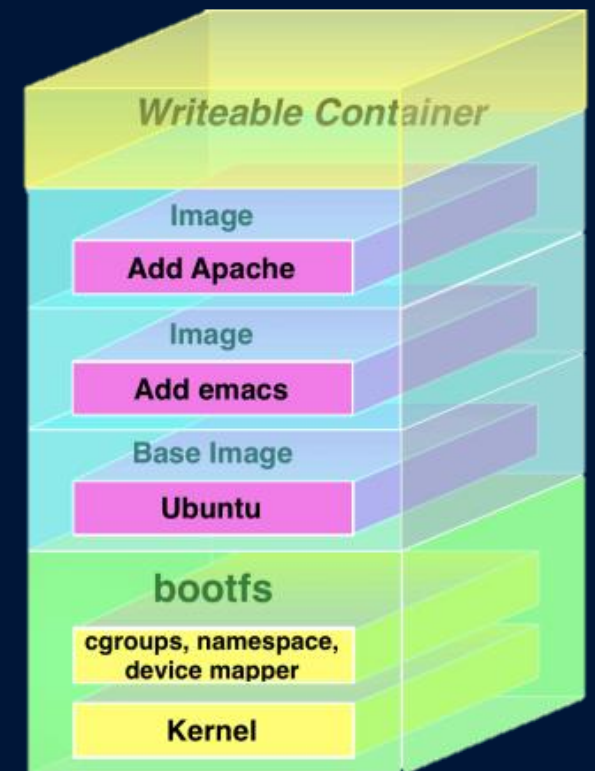 Writeable Container
Image
Add Apache
Image
Add emacs
Base Image
Ubuntu
bootfs
cgroups, namespace,
device mapper
Kernel